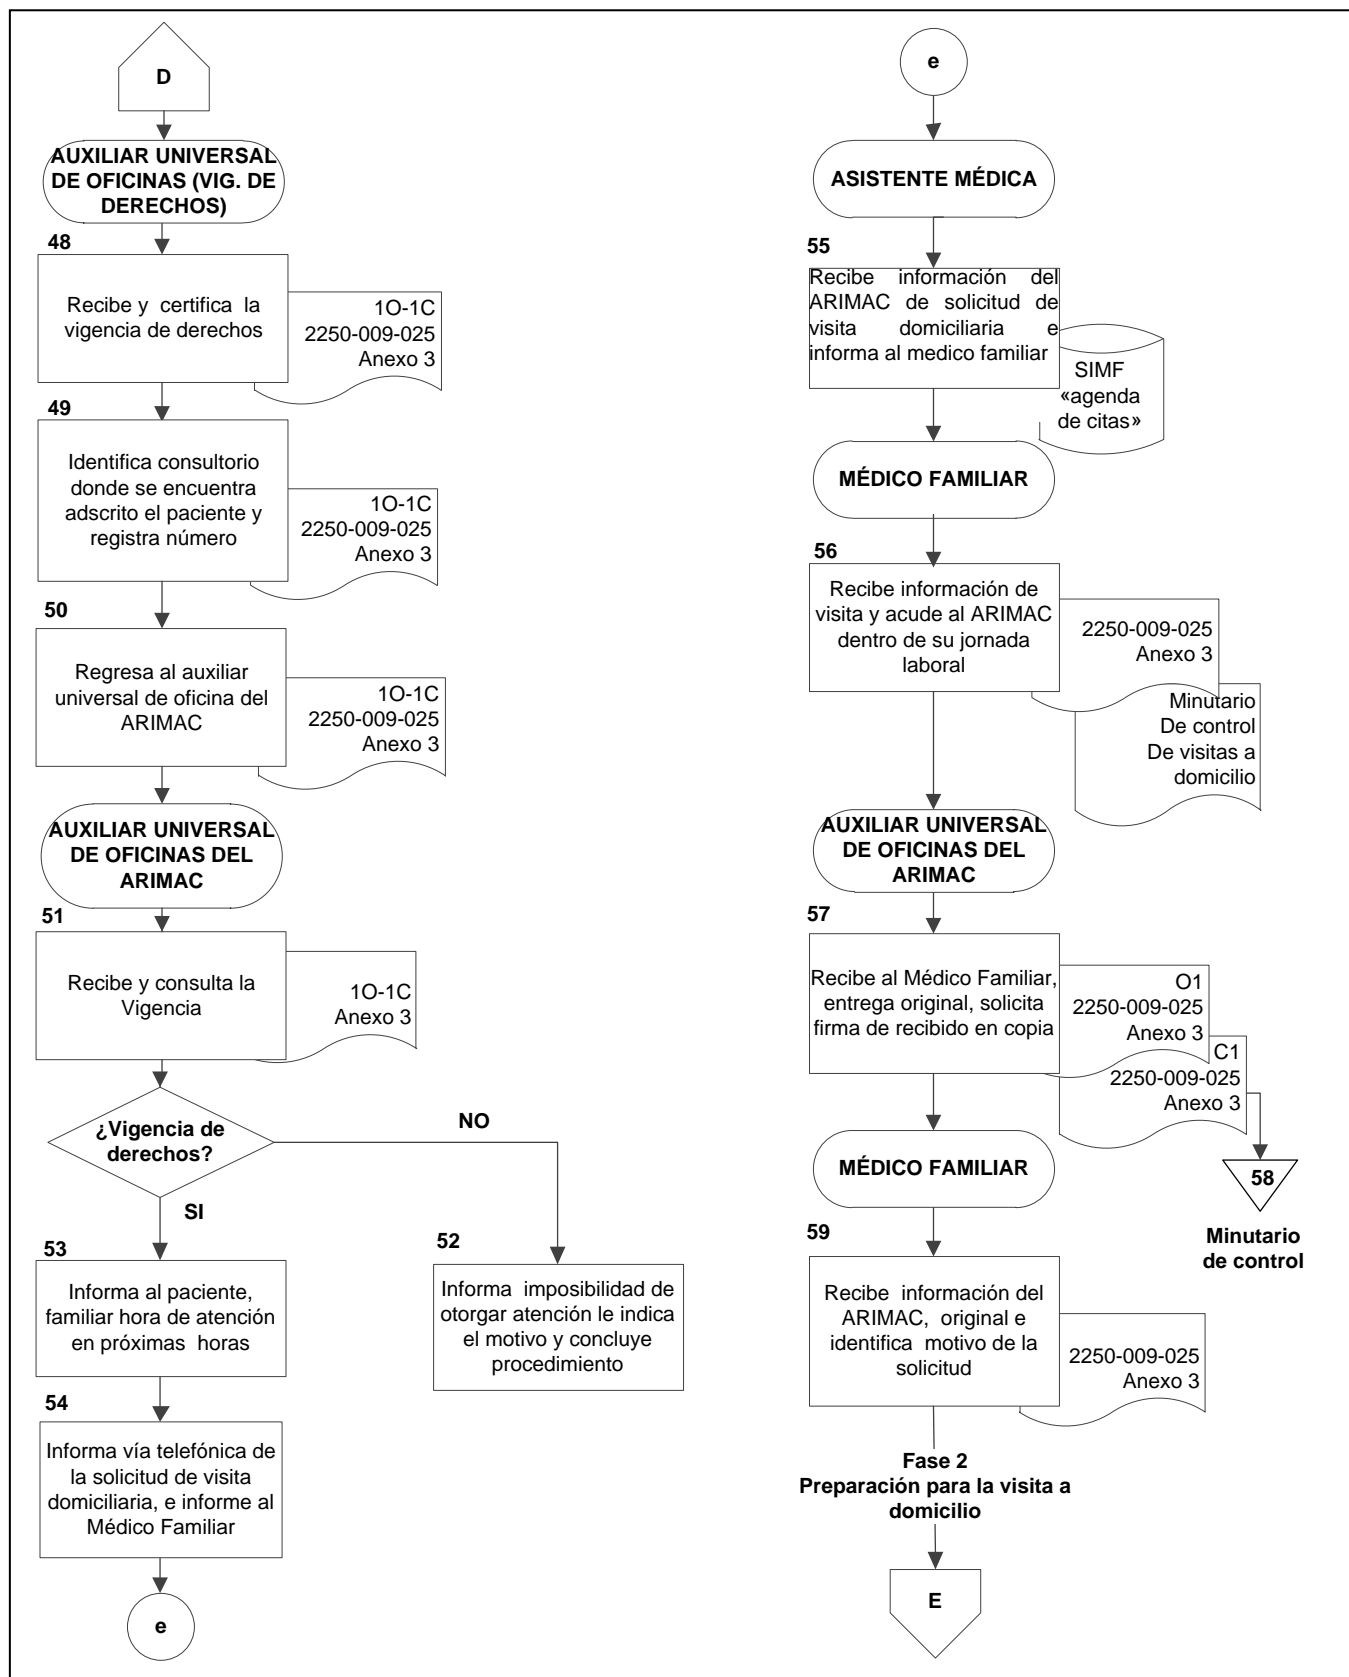 D
AUXILIAR UNIVERSAL
DE OFICINAS (VIG. DE
DERECHOS)
48
Recibe y certifica la
vigencia de derechos
1O-1C
2250-009-025
Anexo 3
49
Identifica consultorio
donde se encuentra
adscrito el paciente y
registra número
1O-1C
2250-009-025
Anexo 3
50
Regresa al auxiliar
universal de oficina del
ARIMAC
1O-1C
2250-009-025
Anexo 3
AUXILIAR UNIVERSAL
DE OFICINAS DEL
ARIMAC
51
Recibe y consulta la
Vigencia
1O-1C
Anexo 3
¿Vigencia de
derechos?
NO
SI
52
Informa imposibilidad de
otorgar atención le indica
el motivo y concluye
procedimiento
53
Informa al paciente,
familiar hora de atención
en próximas horas
54
Informa vía telefónica de
la solicitud de visita
domiciliaria, e informe al
Médico Familiar
e
e
ASISTENTE MÉDICA
55
Recibe información del
ARIMAC de solicitud de
visita domiciliaria e
informa al medico familiar
SIMF
«agenda
de citas»
MÉDICO FAMILIAR
56
Recibe información de
visita y acude al ARIMAC
dentro de su jornada
laboral
2250-009-025
Anexo 3
Minutario
De control
De visitas a
domicilio
AUXILIAR UNIVERSAL
DE OFICINAS DEL
ARIMAC
57
Recibe al Médico Familiar,
entrega original, solicita
firma de recibido en copia
O1
2250-009-025
Anexo 3
C1
2250-009-025
Anexo 3
58
Minutario
de control
MÉDICO FAMILIAR
59
Recibe información del
ARIMAC, original e
identifica motivo de la
solicitud
2250-009-025
Anexo 3
Fase 2
Preparación para la visita a
domicilio
E